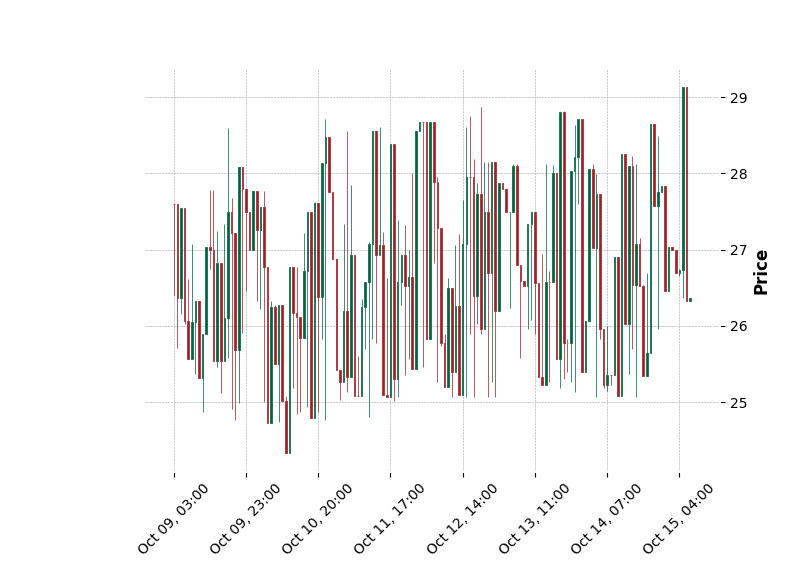 29
28
27
26
25
Price
Oct 09, 03:00
Oct 09, 23:00
Oct 10, 20:00
Oct 11, 17:00
Oct 12, 14:00
Oct 13, 11:00
Oct 14, 07:00
Oct 15, 04:00